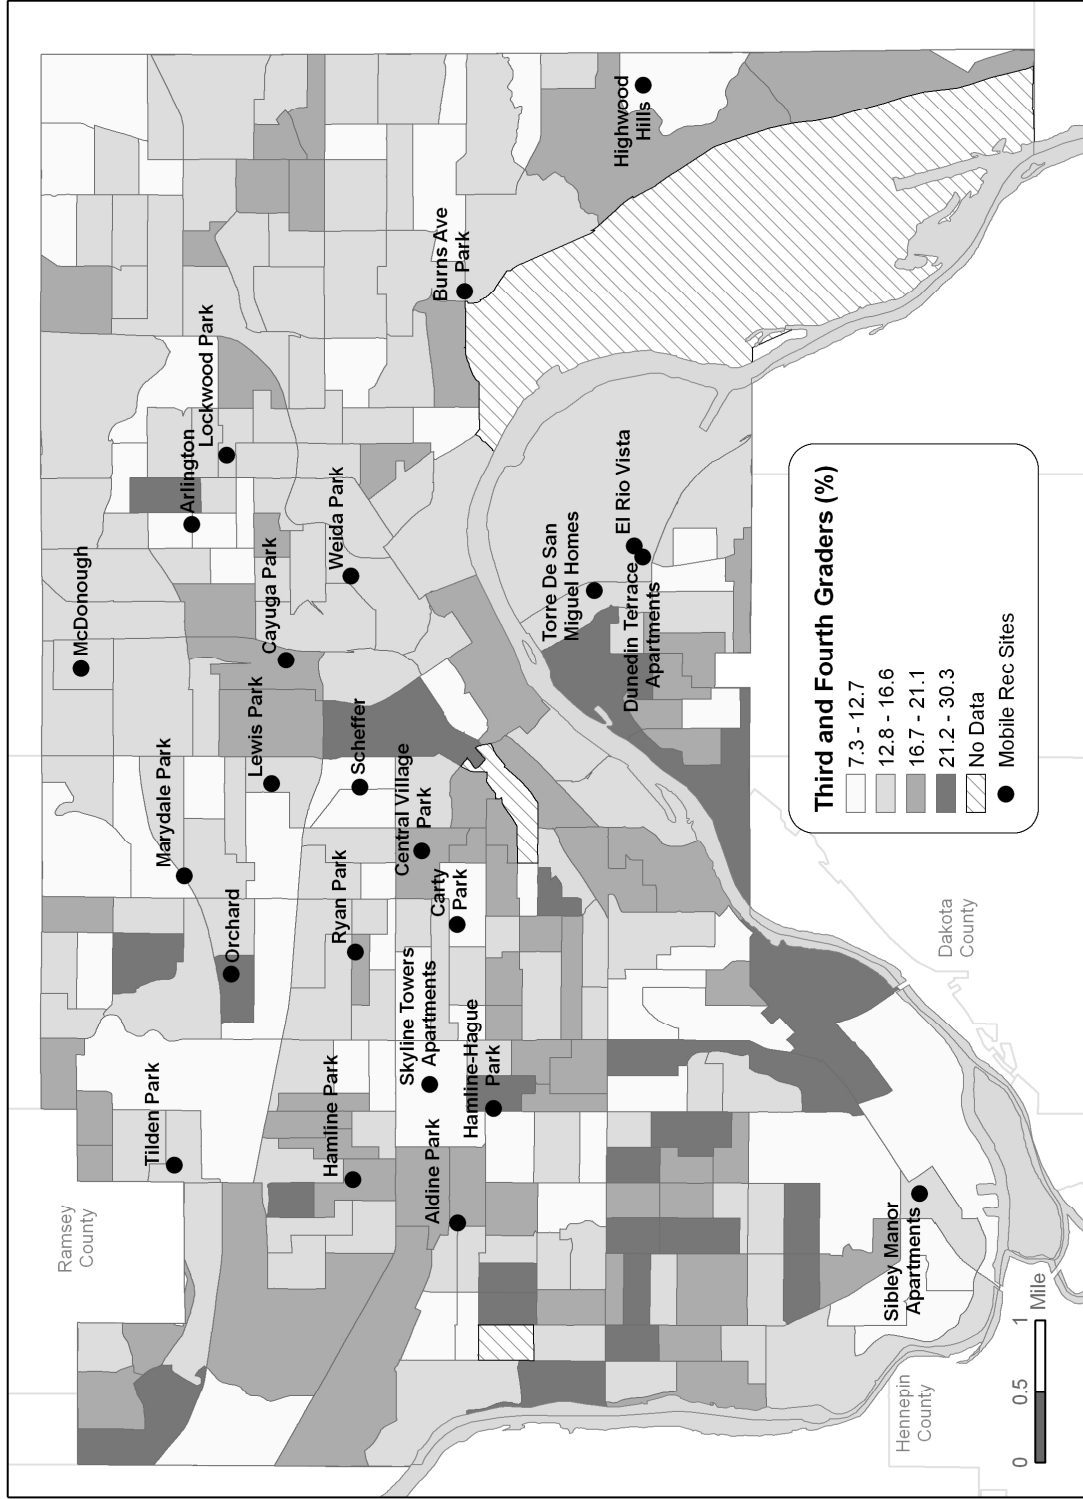 Ramsey
County
Tilden Park
Marydale Park
McDonough
Arlington
Lockwood Park
Orchard
Lewis Park
Cayuga Park
Hamline Park
Ryan Park
Scheffer
Weida Park
Aldine Park
Skyline Towers
Apartments
Carty
Park
Central Village
Park
Burns Ave
Park
Hamline-Hague
Park
Torre De San
Miguel Homes
El Rio Vista
Dunedin Terrace
Apartments
Highwood
Hills
Sibley Manor
Apartments
Hennepin
County
Dakota
County
Third and Fourth Graders (%)
7.3 - 12.7
12.8 - 16.6
16.7 - 21.1
21.2 - 30.3
No Data
Mobile Rec Sites
0 0.5 1
Mile